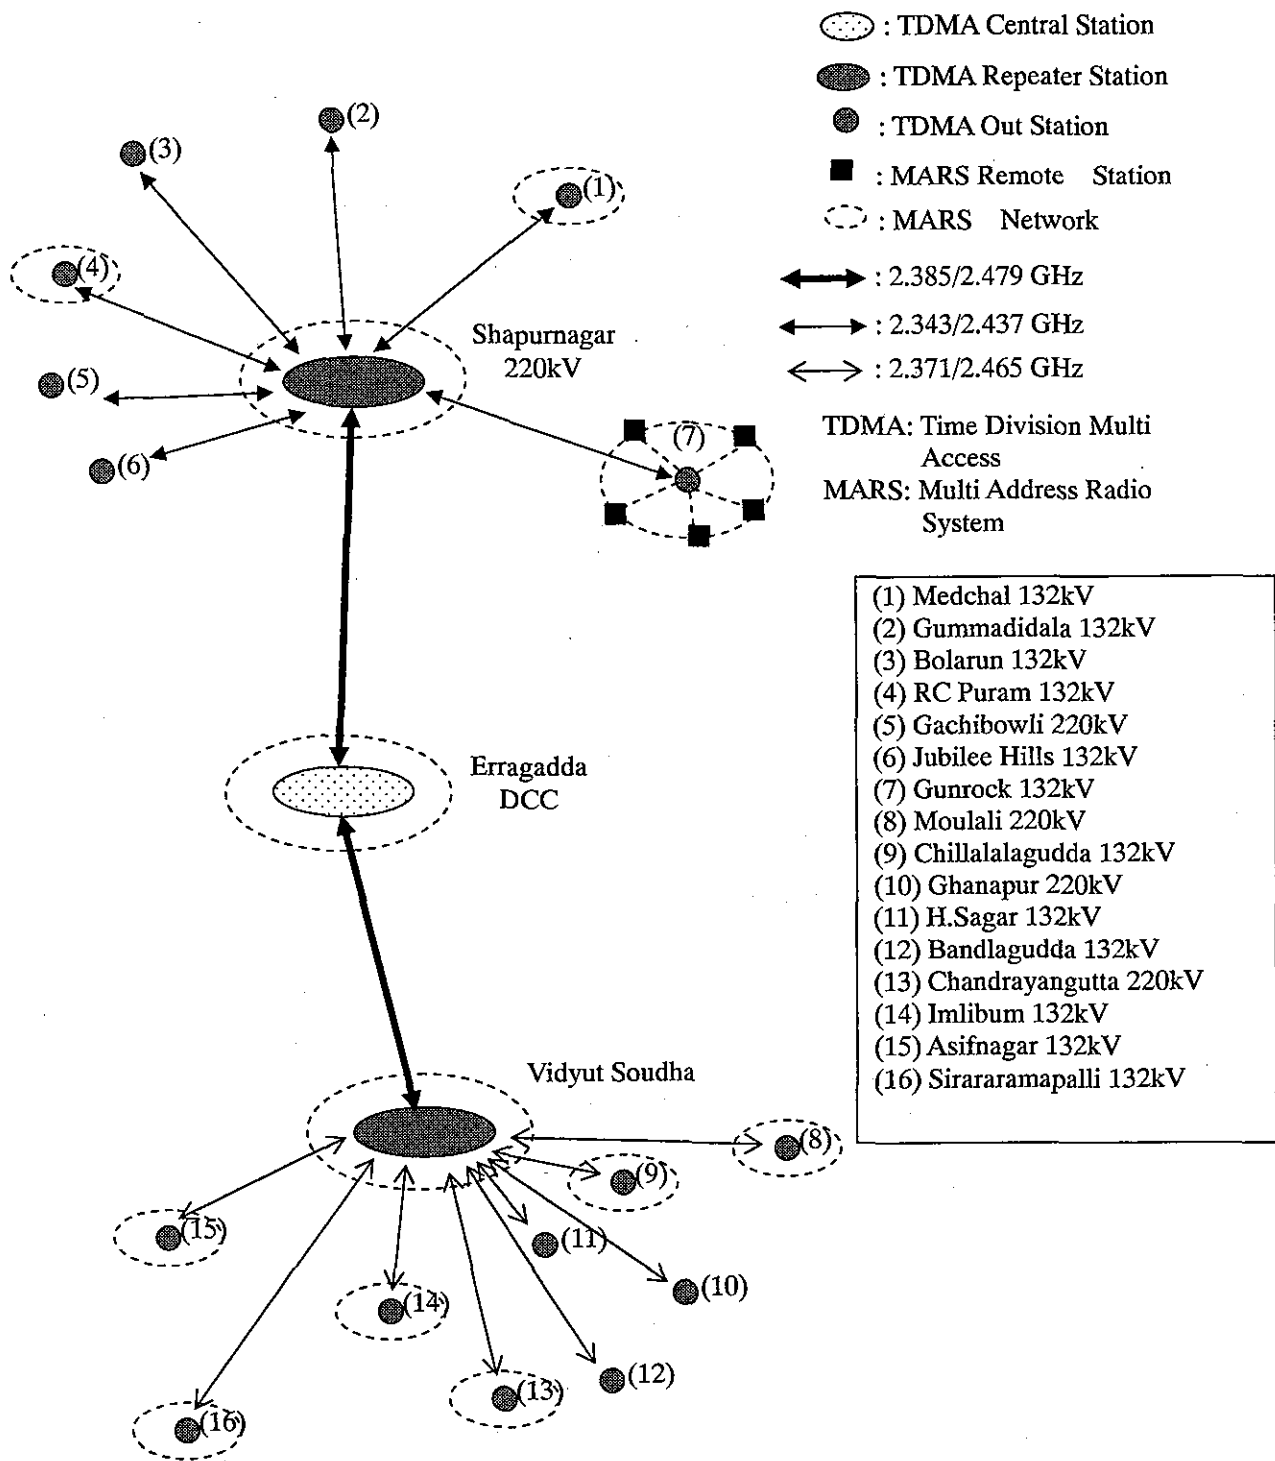 : TDMA Central Station
: TDMA Repeater Station
: TDMA Out Station
: MARS Remote Station
: MARS Network
: 2.385/2.479 GHz
: 2.343/2.437 GHz
: 2.371/2.465 GHz
TDMA: Time Division Multi
Access
MARS: Multi Address Radio
System
(2)
(3)
(1)
(4)
Shapurnagar
220kV
(5)
(6)
(7)
Erragadda
DCC
(1) Medchal 132kV
(2) Gummadidala 132kV
(3) Bolarun 132kV
(4) RC Puram 132kV
(5) Gachibowli 220kV
(6) Jubilee Hills 132kV
(7) Gunrock 132kV
(8) Moulali 220kV
(9) Chillalalagudda 132kV
(10) Ghanapur 220kV
(11) H.Sagar 132kV
(12) Bandlagudda 132kV
(13) Chandrayangutta 220kV
(14) Imlibum 132kV
(15) Asifnagar 132kV
(16) Sirararamapalli 132kV
Vidyut Soudha
(8)
(9)
(15)
(11)
(10)
(14)
(12)
(13)
(16)